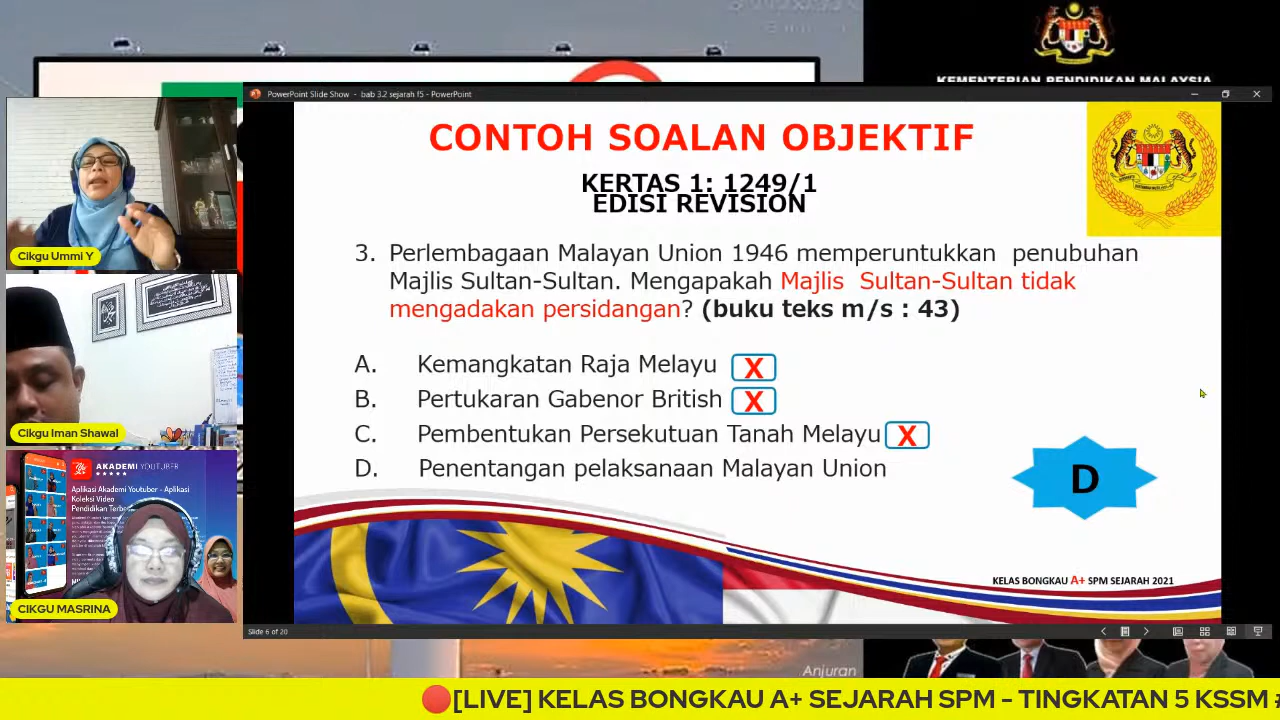 KEMENTERIAN PENDIDIKAN MALAYSIA
PowerPoint Slide Show - bab 3.2 sejarah f5 - PowerPoint
CONTOH SOALAN OBJEKTIF
KERTAS 1: 1249/1
EDISI REVISION
3. Perlembagaan Malayan Union 1946 memperuntukkan penubuhan
Majlis Sultan-Sultan. Mengapakah Majlis Sultan-Sultan tidak
mengadakan persidangan? (buku teks m/s : 43)
A. Kemangkatan Raja Melayu X
B. Pertukaran Gabenor British X
C. Pembentukan Persekutuan Tanah Melayu X
D. Penentangan pelaksanaan Malayan Union
D
KELAS BONGKAU A+ SPM SEJARAH 2021
Slide 6 of 20
Cikgu Ummi Y
Cikgu Iman Shawal
AKADEMI YOUTUBER
Aplikasi Akademi Youtuber - Aplikasi
Koleksi Video
Pendidikan Terbe
CIKGU MASRINA
Anjuran
[LIVE] KELAS BONGKAU A+ SEJARAH SPM - TINGKATAN 5 KSSM